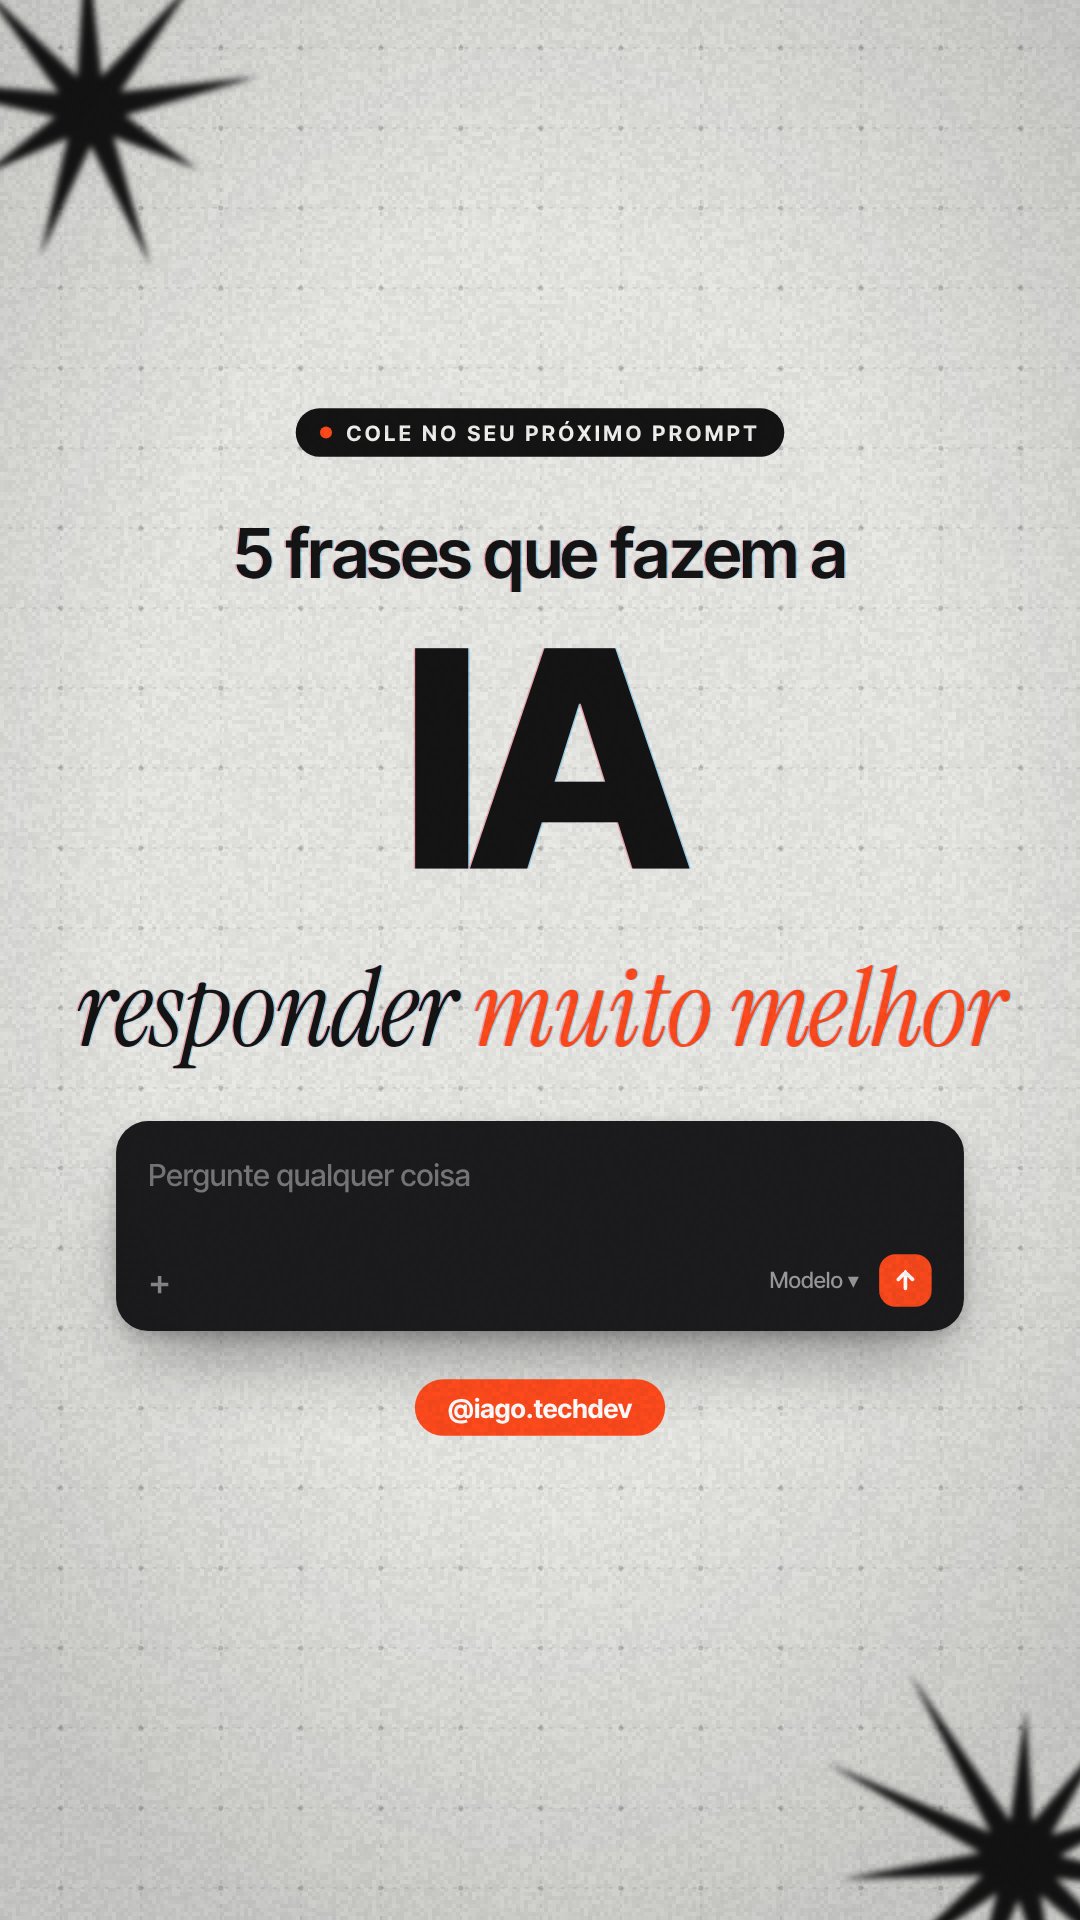 COLE NO SEU PRÓXIMO PROMPT
5 frases que fazem a
IA
responder muito melhor
Pergunte qualquer coisa
+
Modelo ▾
@iago.techdev